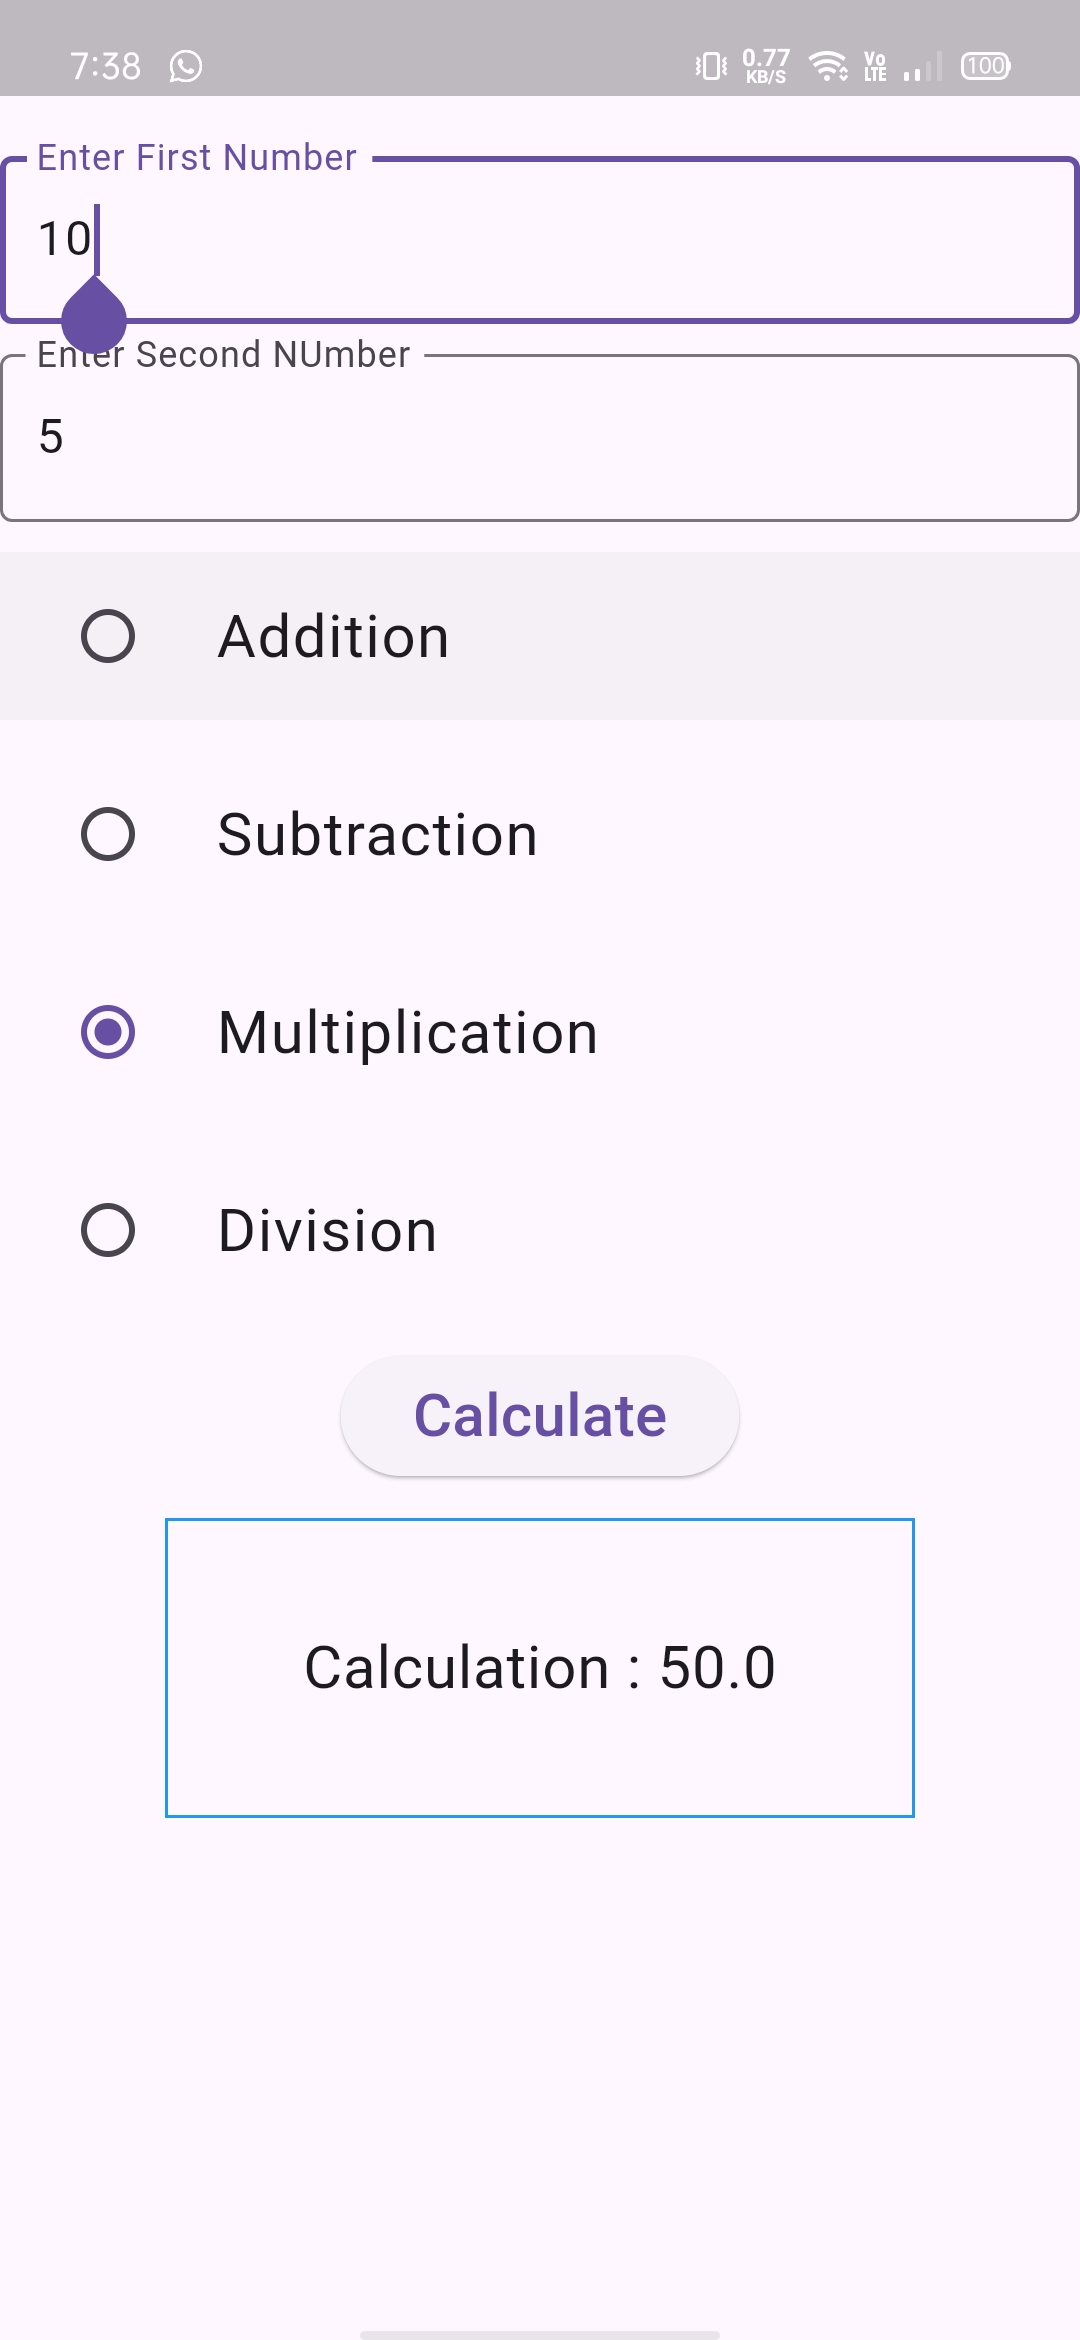 7:38 0.77 KB/S Vo LTE 100
Enter First Number
10
Enter Second NUmber
5
Addition
Subtraction
Multiplication
Division
Calculate
Calculation : 50.0